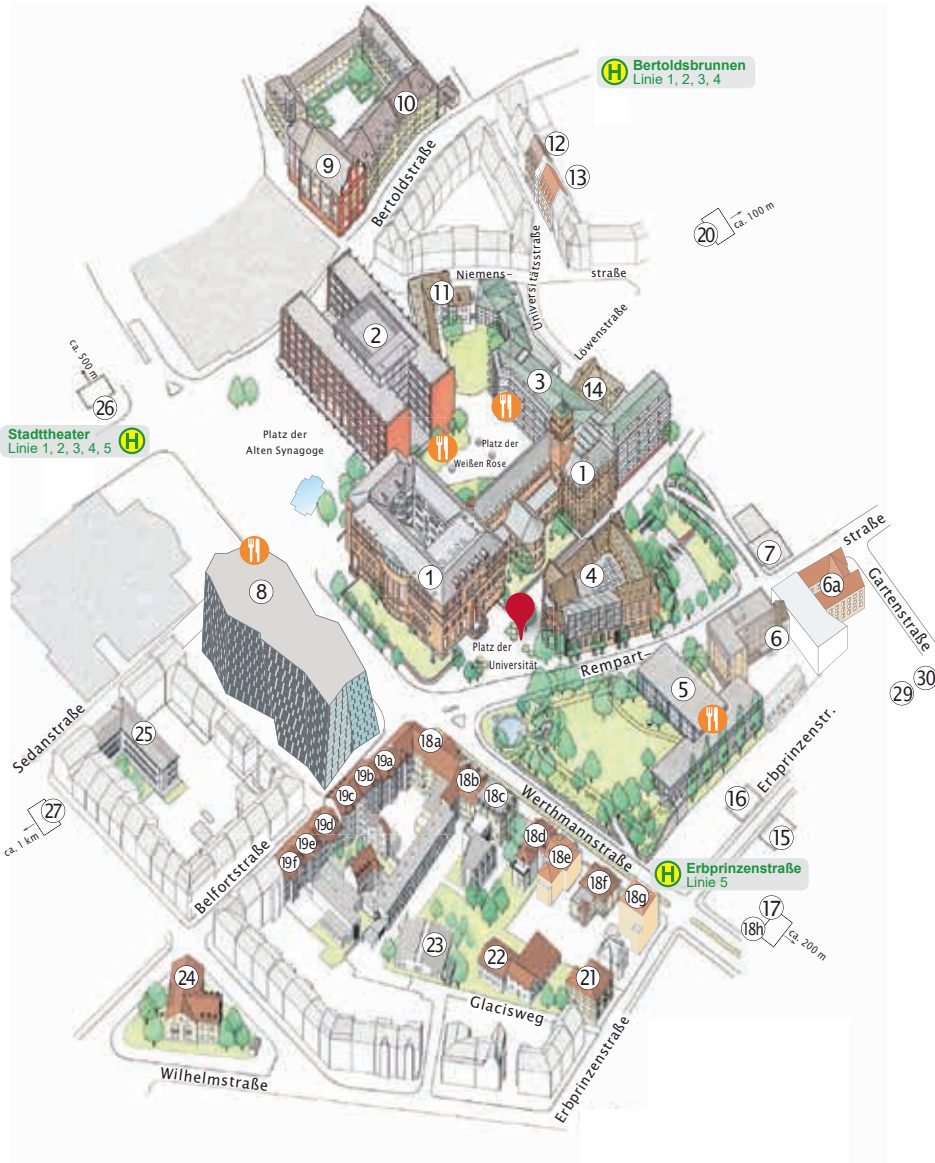 H
Bertoldsbrunnen
Linie 1, 2, 3, 4
10
9
Bertoldstraße
12
13
20
ca. 100 m
Niemens-
straße
Universitätsstraße
11
Löwenstraße
2
3
14
ca. 500 m
26
Stadttheater
Linie 1, 2, 3, 4, 5
H
Platz der
Alten Synagoge
Platz der
Weißen Rose
1
1
4
7
straße
6a
Gartenstraße
8
6
Platz der
Universität
Rempart-
5
30
29
Sedanstraße
25
18a
19a
19b
19c
18b
18c
Werthmannstraße
Erbprinzenstr.
16
15
27
ca. 1 km
19d
19e
19f
Belfortstraße
18d
18e
18f
18g
H
Erbprinzenstraße
Linie 5
17
18h
ca. 200 m
23
22
21
24
Glacisweg
Wilhelmstraße
Erbprinzenstraße